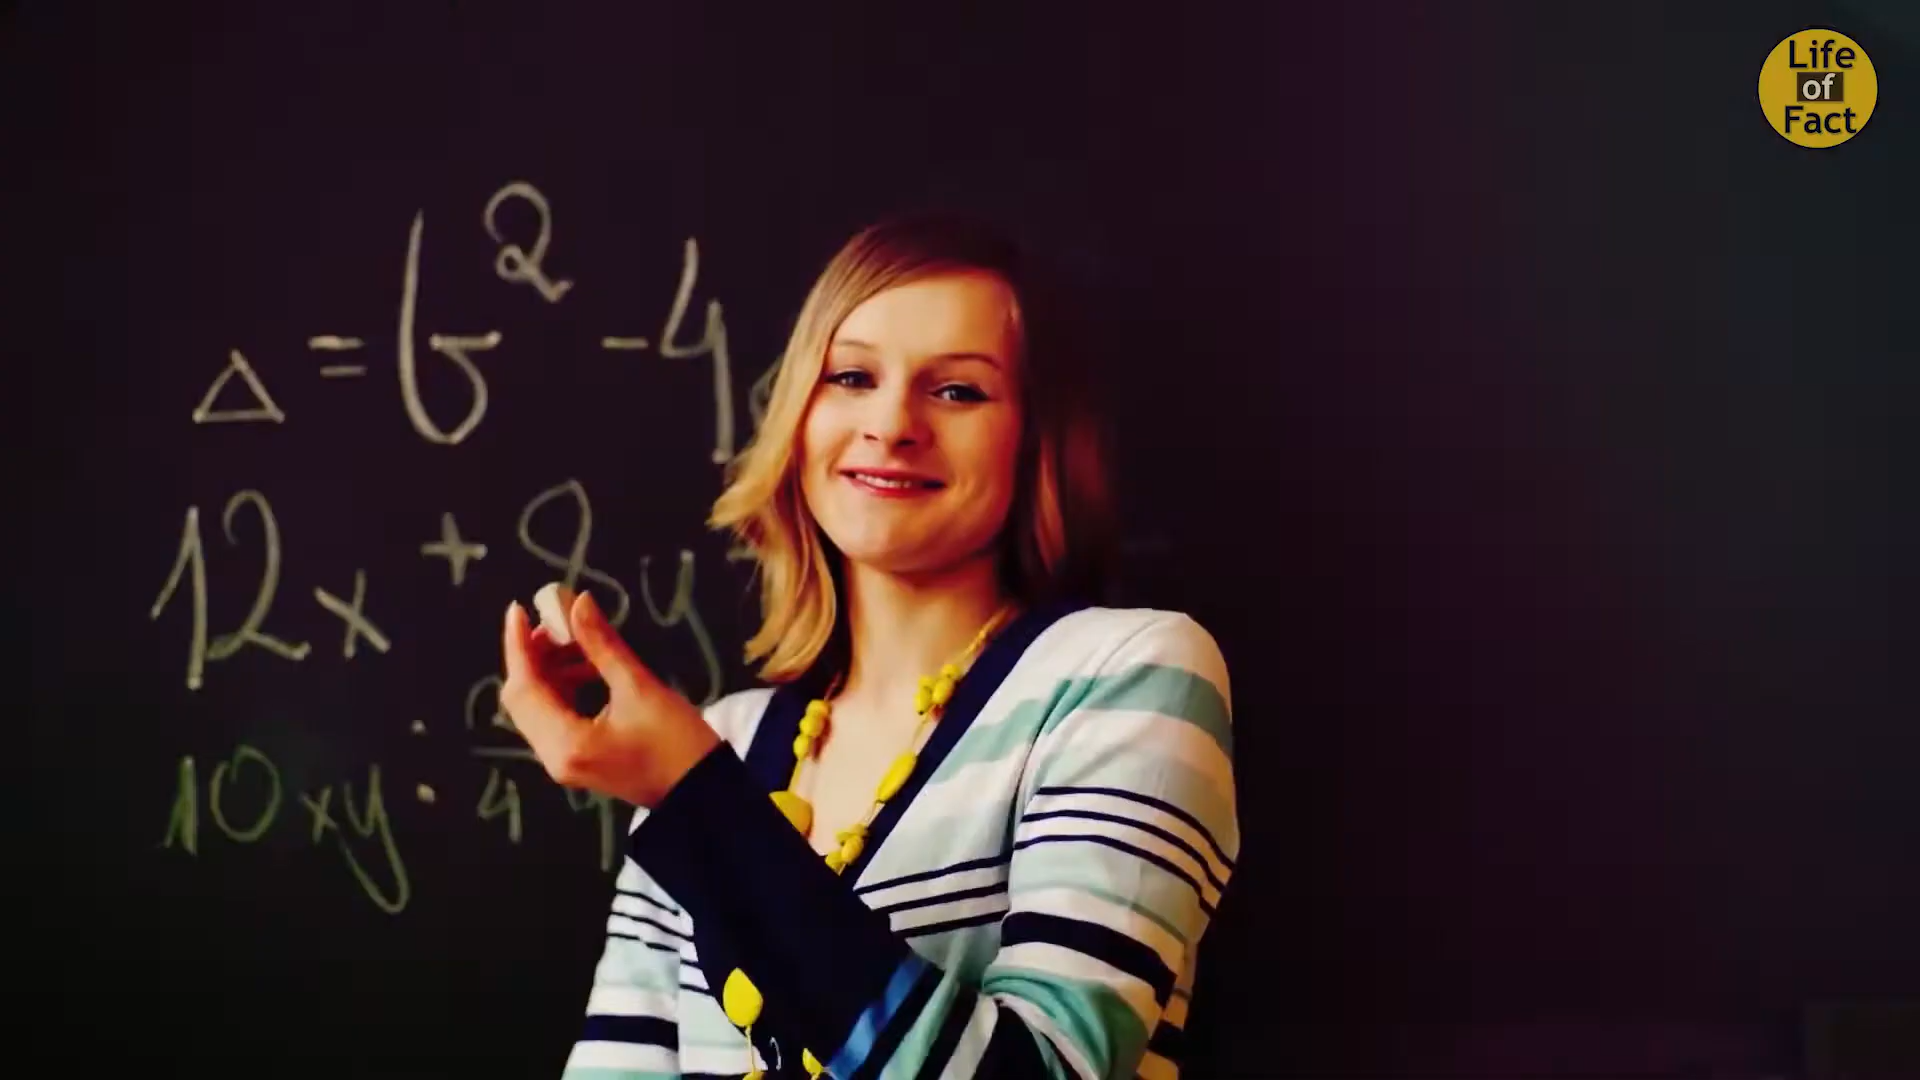 Life
of
Fact
Δ = b² - 4
12x + 8y
10xy :
4